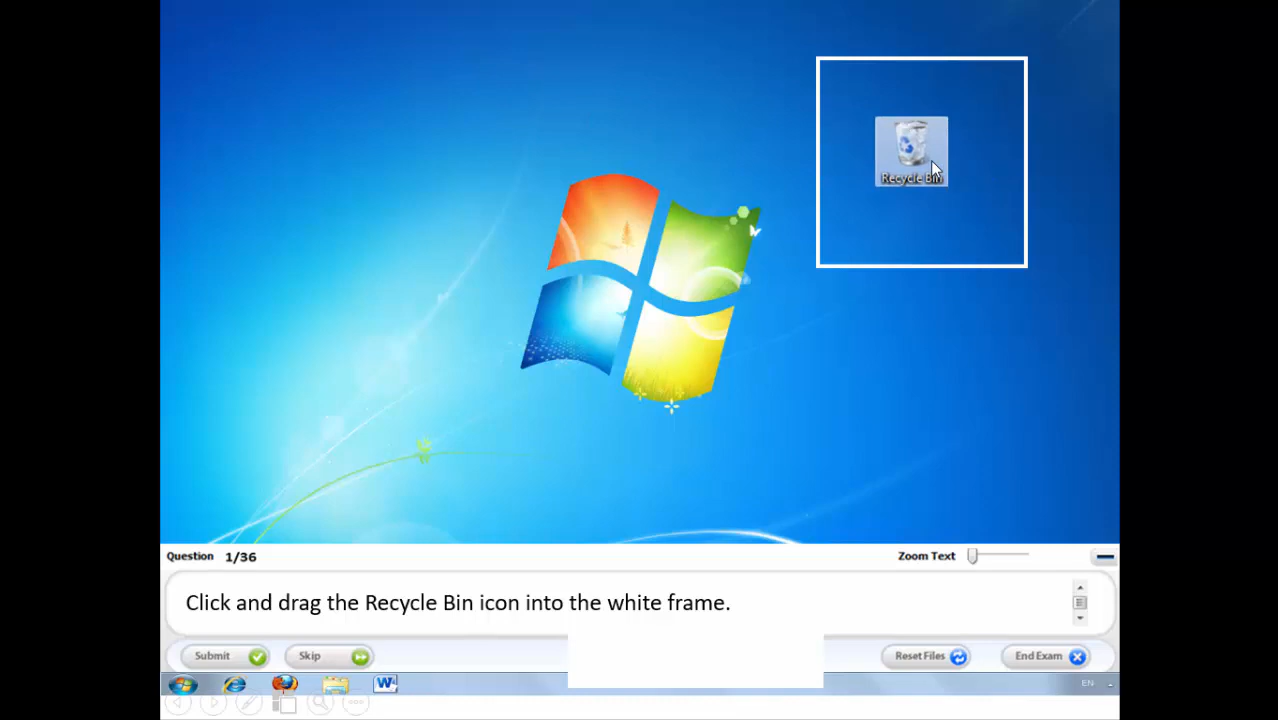 Recycle Bin
Question 1/36
Zoom Text
Click and drag the Recycle Bin icon into the white frame.
Submit
Skip
Reset Files
End Exam
W
EN